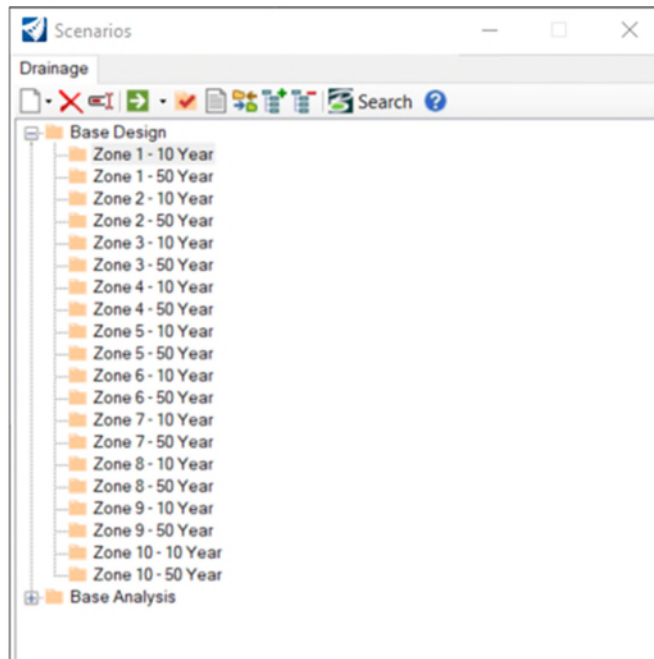 Scenarios
Drainage
Search
Base Design
Zone 1 - 10 Year
Zone 1 - 50 Year
Zone 2 - 10 Year
Zone 2 - 50 Year
Zone 3 - 10 Year
Zone 3 - 50 Year
Zone 4 - 10 Year
Zone 4 - 50 Year
Zone 5 - 10 Year
Zone 5 - 50 Year
Zone 6 - 10 Year
Zone 6 - 50 Year
Zone 7 - 10 Year
Zone 7 - 50 Year
Zone 8 - 10 Year
Zone 8 - 50 Year
Zone 9 - 10 Year
Zone 9 - 50 Year
Zone 10 - 10 Year
Zone 10 - 50 Year
Base Analysis